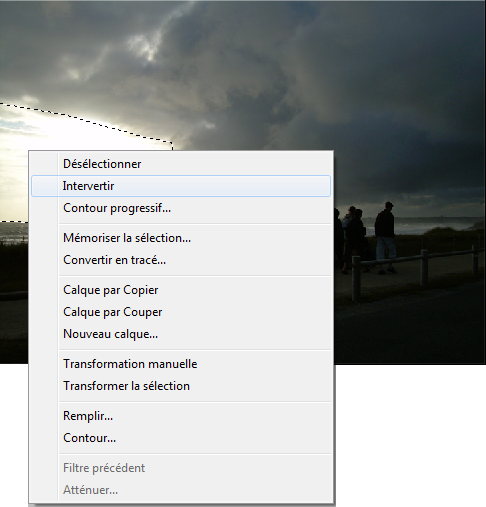 Désélectionner
Intervertir
Contour progressif...
Mémoriser la sélection...
Convertir en tracé...
Calque par Copier
Calque par Couper
Nouveau calque...
Transformation manuelle
Transformer la sélection
Remplir...
Contour...
Filtre précédent
Atténuer...